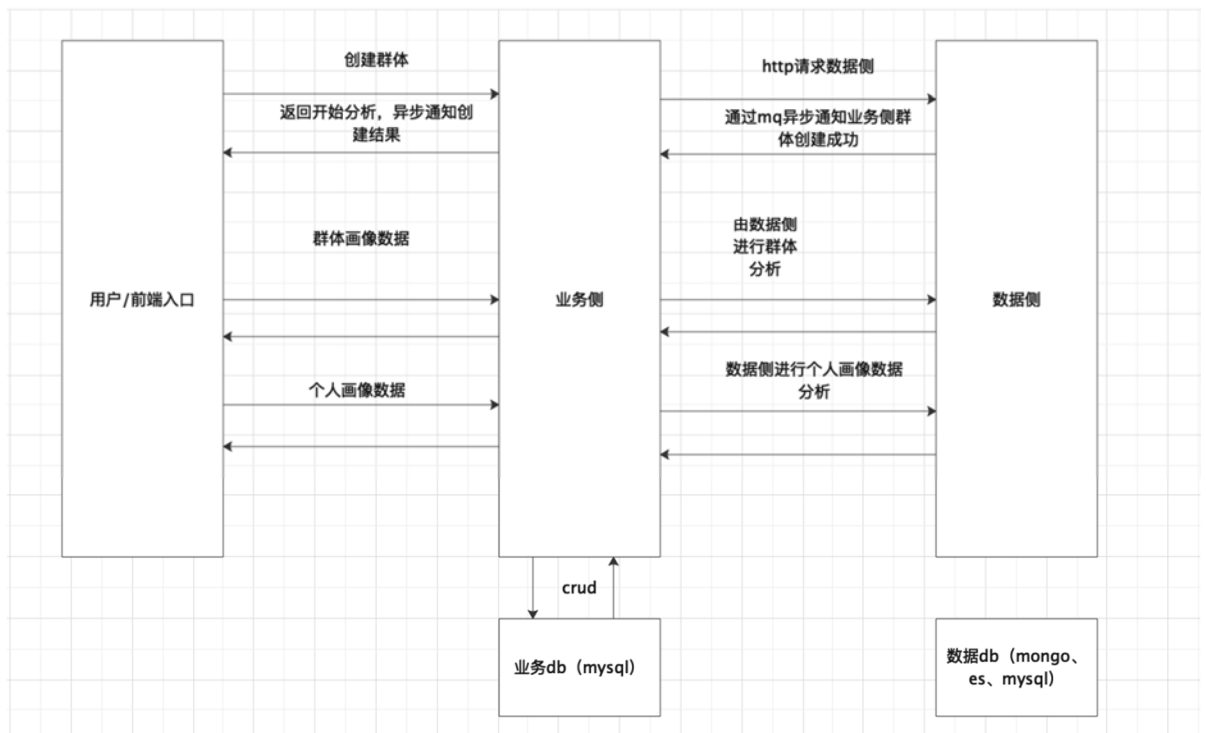 创建群体
http请求数据侧
返回开始分析，异步通知创
建结果
通过mq异步通知业务侧群
体创建成功
群体画像数据
由数据侧
进行群体
分析
用户/前端入口
业务侧
数据侧
个人画像数据
数据侧进行个人画像数据
分析
crud
业务db（mysql）
数据db（mongo、
es、mysql）